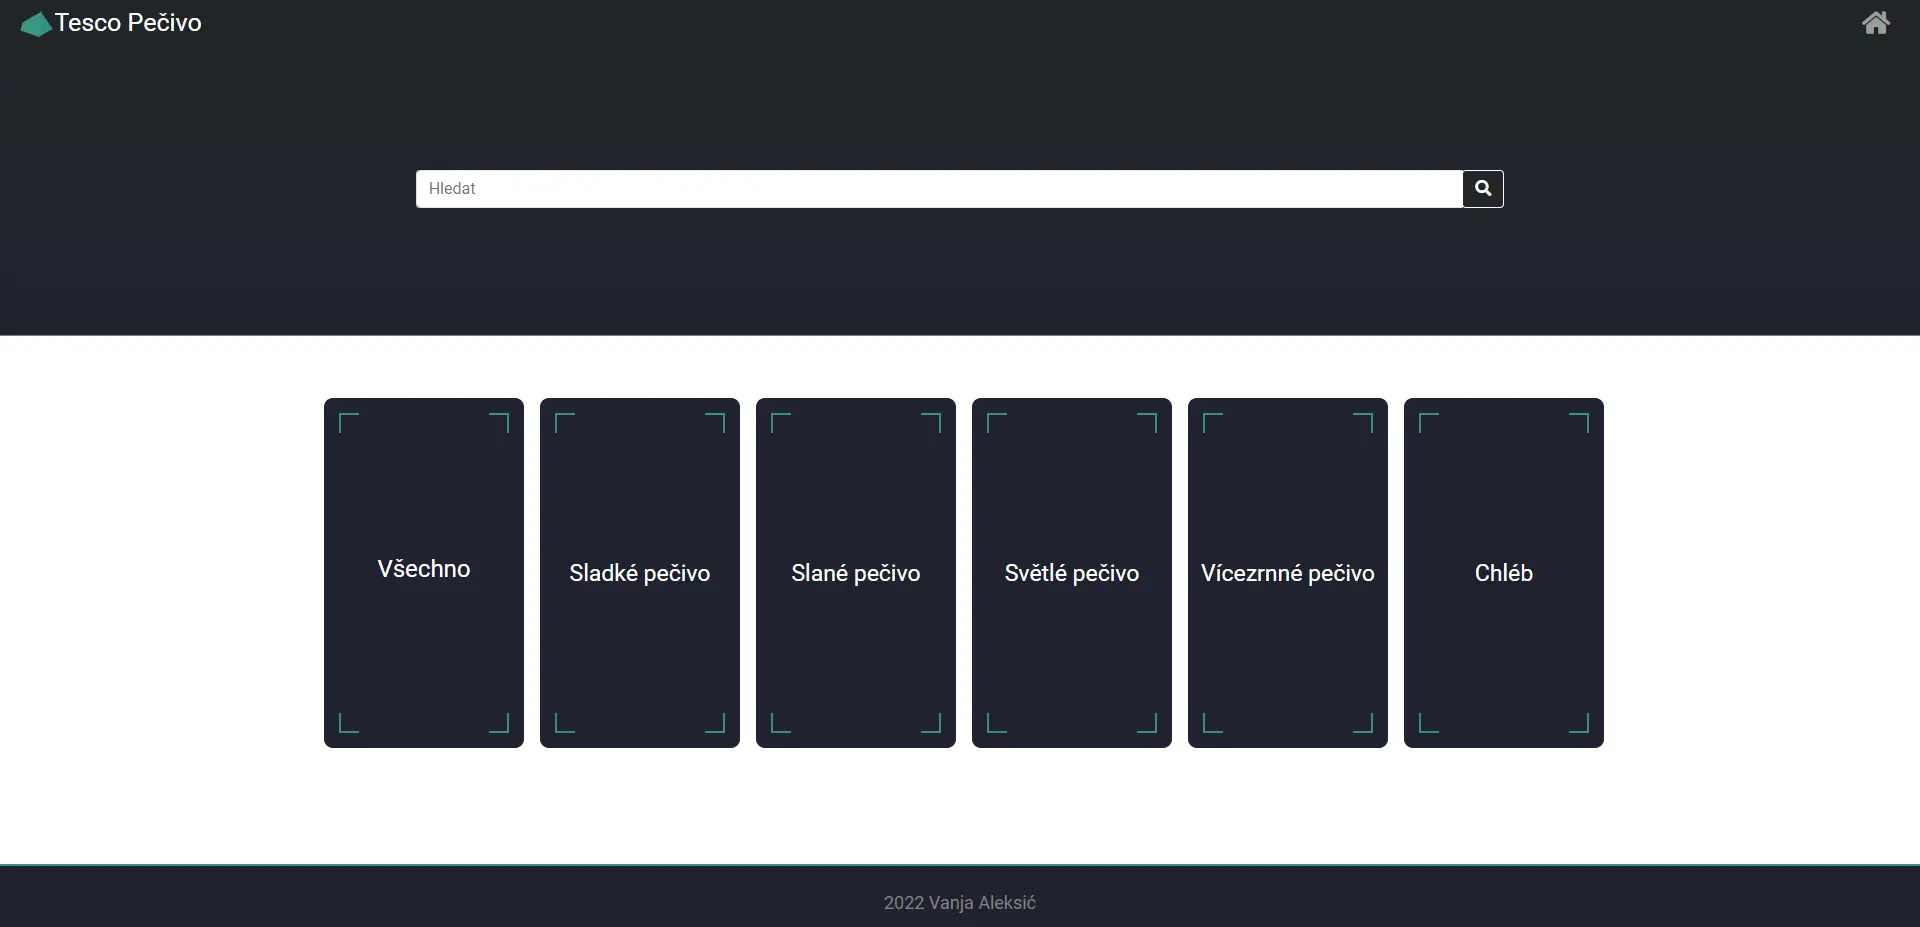 Tesco Pečivo
Hledat
Všechno
Sladké pečivo
Slané pečivo
Světlé pečivo
Vícezrnné pečivo
Chléb
2022 Vanja Aleksić